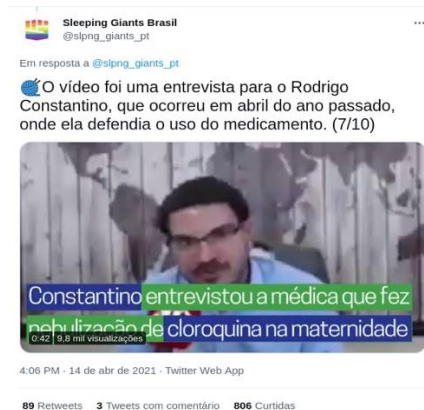 Sleeping Giants Brasil
@slpng_giants_pt
Em resposta a @slpng_giants_pt
🧶O vídeo foi uma entrevista para o Rodrigo
Constantino, que ocorreu em abril do ano passado,
onde ela defendia o uso do medicamento. (7/10)
Constantino entrevistou a médica que fez
nebulização de cloroquina na maternidade
0:42 9,8 mil visualizações
4:06 PM · 14 de abr de 2021 · Twitter Web App
89 Retweets 3 Tweets com comentário 806 Curtidas